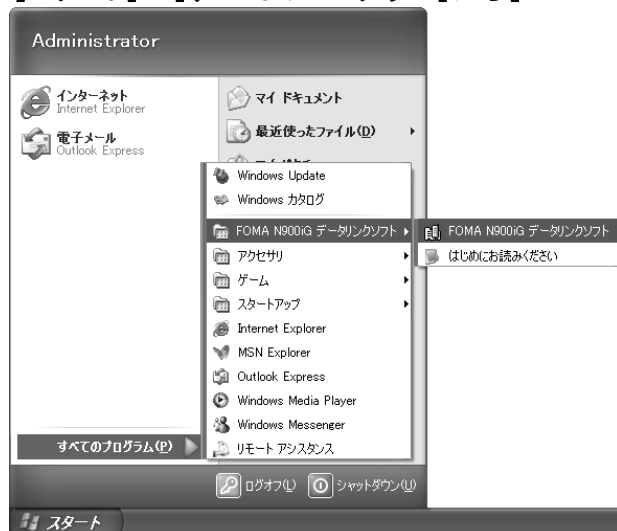 Administrator
インターネット
Internet Explorer
電子メール
Outlook Express
マイ ドキュメント
最近使ったファイル(D)
Windows Update
Windows カタログ
FOMA N900iG データリンクソフト
アクセサリ
ゲーム
スタートアップ
Internet Explorer
MSN Explorer
Outlook Express
Windows Media Player
Windows Messenger
リモート アシスタンス
FOMA N900iG データリンクソフト
はじめにお読みください
すべてのプログラム(P)
ログオフ(L)
シャットダウン(U)
スタート